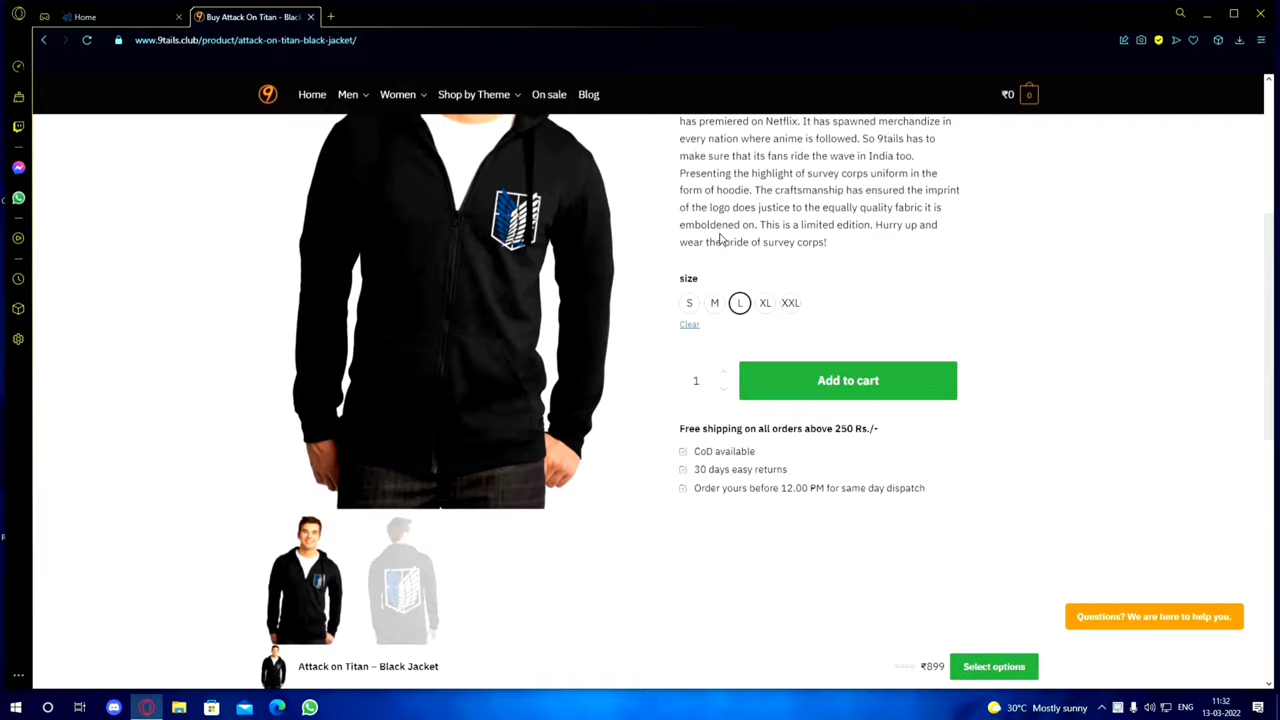 Home
Buy Attack On Titan - Blac
www.9tails.club/product/attack-on-titan-black-jacket/
9 Home Men Women Shop by Theme On sale Blog ₹0 0
has premiered on Netflix. It has spawned merchandize in
every nation where anime is followed. So 9tails has to
make sure that its fans ride the wave in India too.
Presenting the highlight of survey corps uniform in the
form of hoodie. The craftsmanship has ensured the imprint
of the logo does justice to the equally quality fabric it is
emboldened on. This is a limited edition. Hurry up and
wear the pride of survey corps!
size
S M L XL XXL
Clear
1 Add to cart
Free shipping on all orders above 250 Rs./-
CoD available
30 days easy returns
Order yours before 12.00 PM for same day dispatch
Questions? We are here to help you.
Attack on Titan – Black Jacket ₹899 Select options
30°C Mostly sunny ENG 11:32
13-03-2022